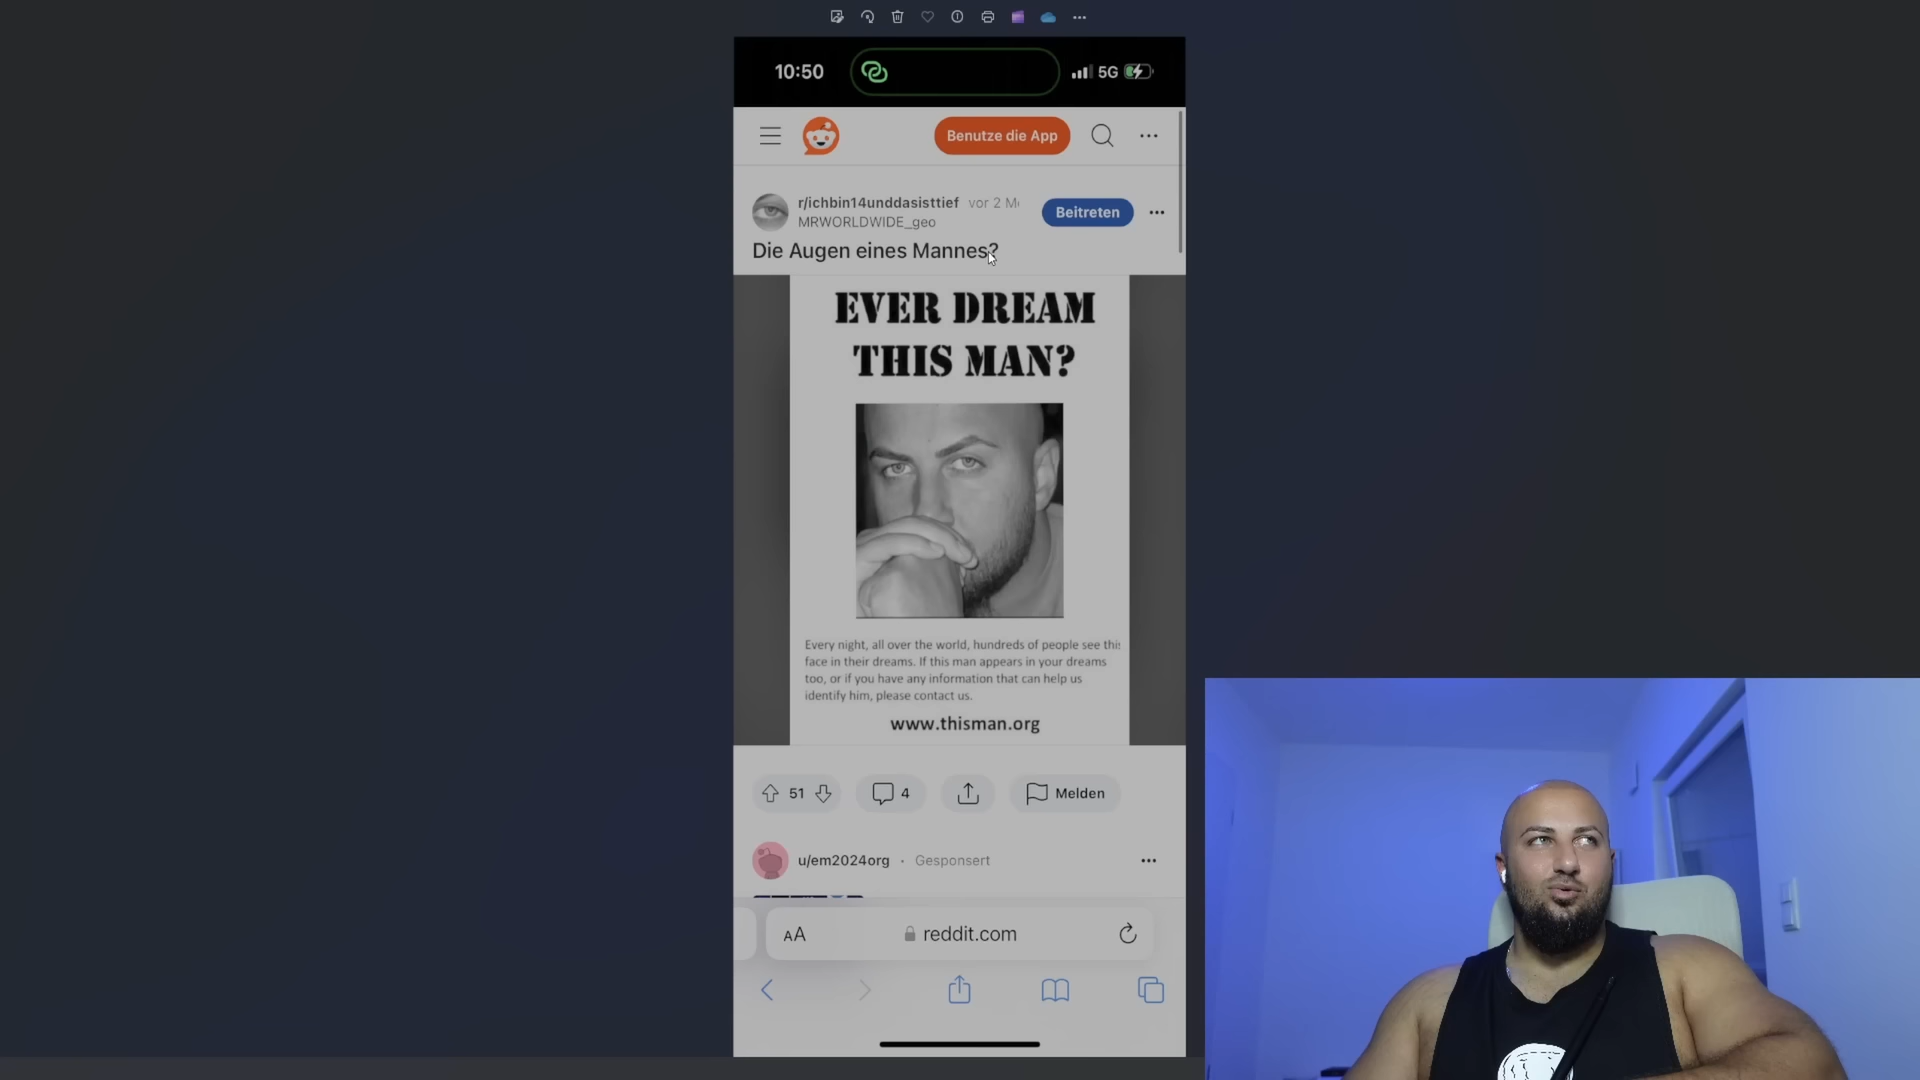 10:50
5G
Benutze die App
r/ichbin14unddasisttief vor 2 M
MRWORLDWIDE_geo
Beitreten
Die Augen eines Mannes?
EVER DREAM
THIS MAN?
Every night, all over the world, hundreds of people see this
face in their dreams. If this man appears in your dreams
too, or if you have any information that can help us
identify him, please contact us.
www.thisman.org
51
4
Melden
u/em2024org · Gesponsert
AA
reddit.com